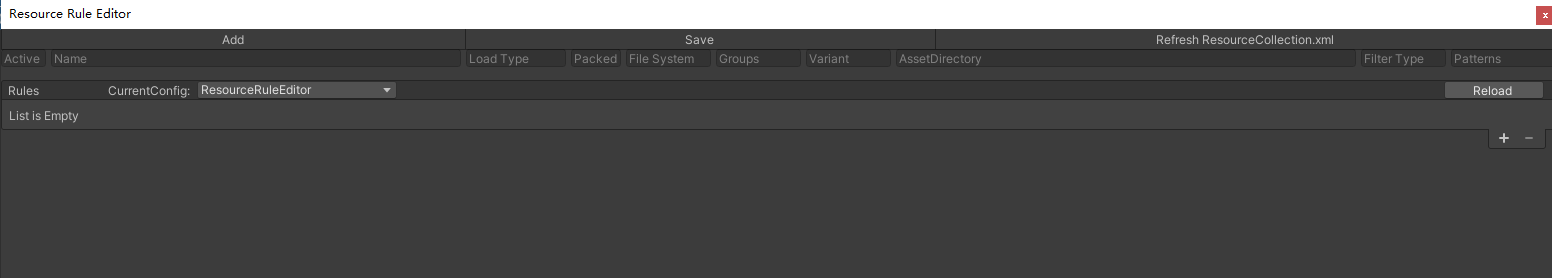 Resource Rule Editor
x
Add Save Refresh ResourceCollection.xml
Active Name Load Type Packed File System Groups Variant AssetDirectory Filter Type Patterns
Rules CurrentConfig: ResourceRuleEditor Reload
List is Empty
+ −